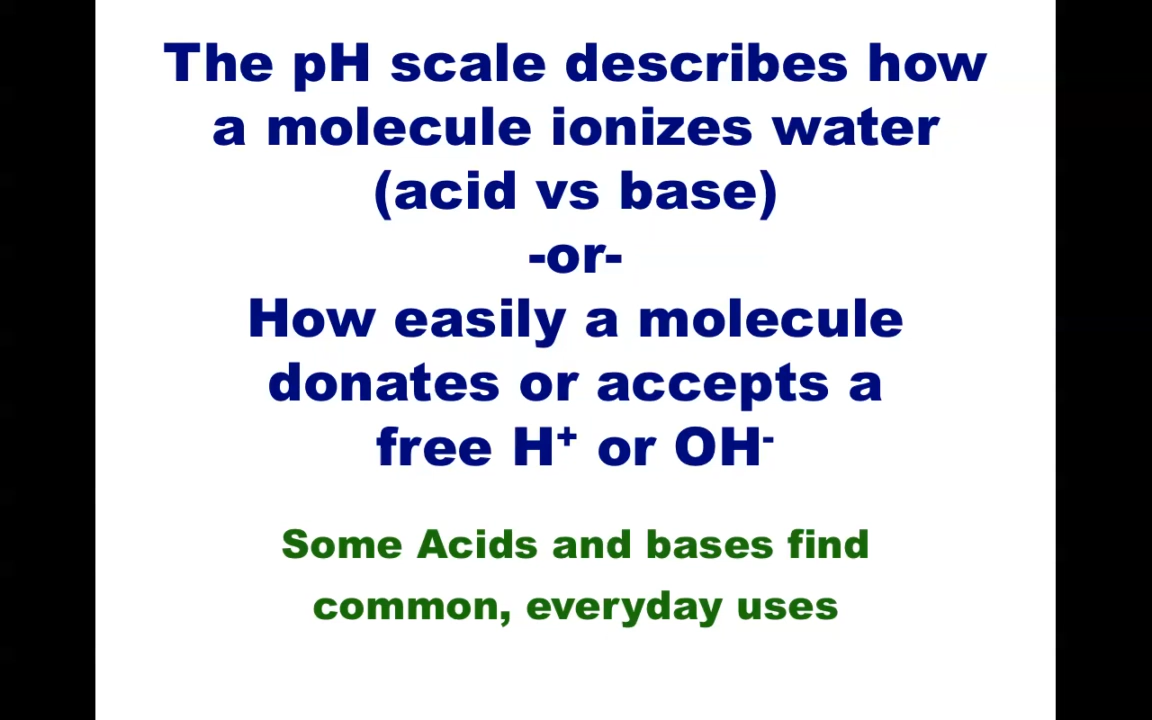 The pH scale describes how
a molecule ionizes water
(acid vs base)
-or-
How easily a molecule
donates or accepts a
free H⁺ or OH⁻
Some Acids and bases find
common, everyday uses